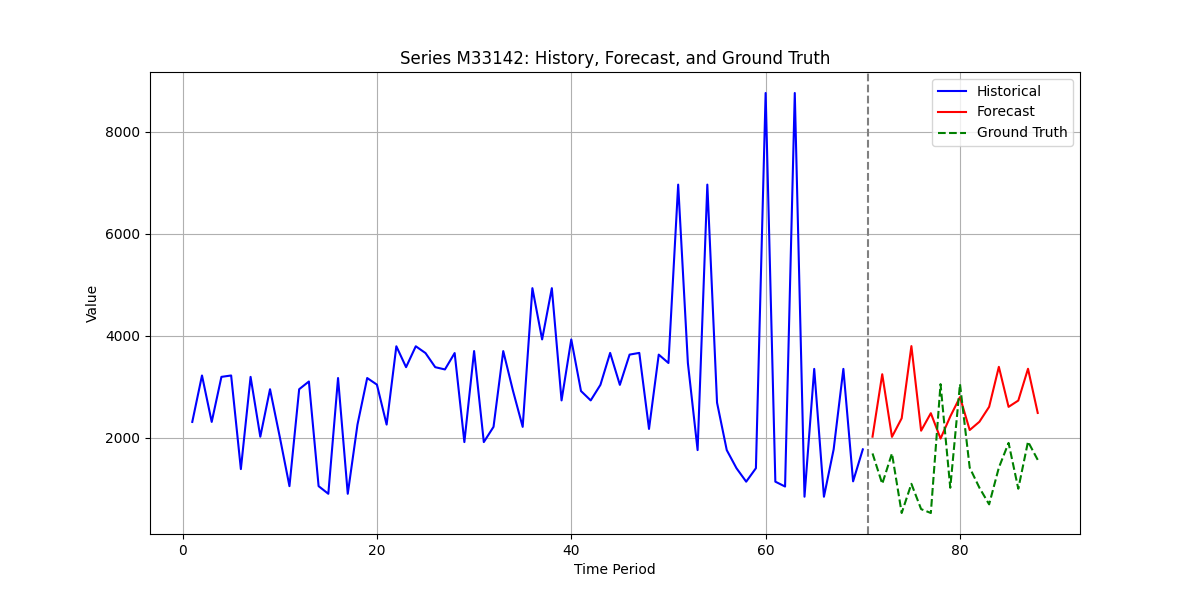 Series M33142: History, Forecast, and Ground Truth
Historical
Forecast
Ground Truth
8000
6000
4000
2000
Value
0
20
40
60
80
Time Period